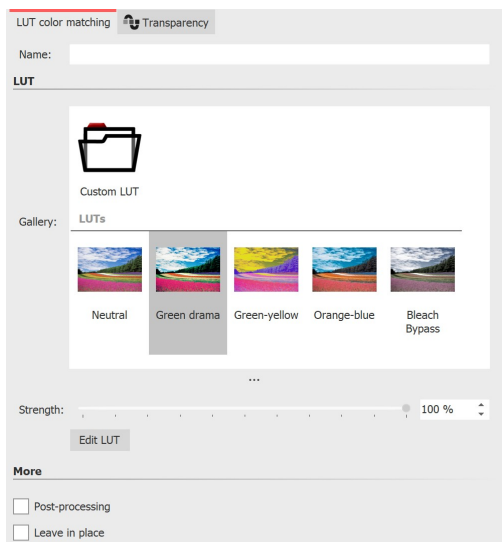 LUT color matching Transparency
Name:
LUT
Custom LUT
Gallery:
LUTs
Neutral Green drama Green-yellow Orange-blue Bleach
Bypass
...
Strength: 100 %
Edit LUT
More
Post-processing
Leave in place